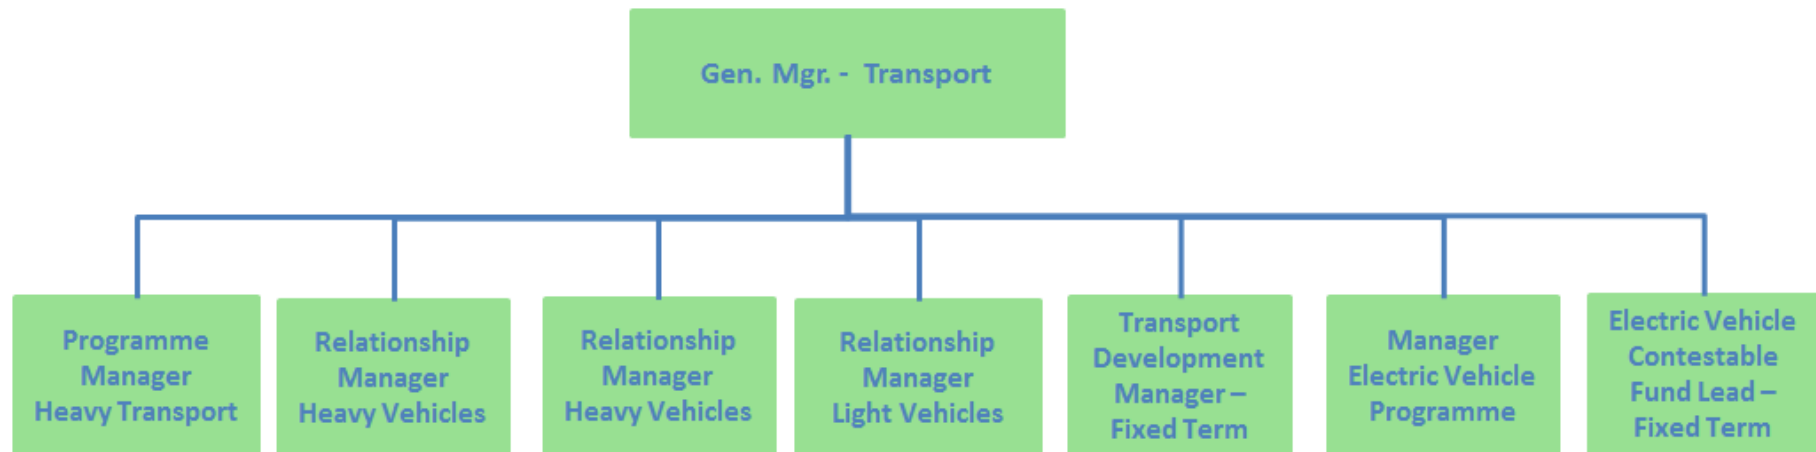 Gen. Mgr. - Transport
Programme
Manager
Heavy Transport
Relationship
Manager
Heavy Vehicles
Relationship
Manager
Heavy Vehicles
Relationship
Manager
Light Vehicles
Transport
Development
Manager –
Fixed Term
Manager
Electric Vehicle
Programme
Electric Vehicle
Contestable
Fund Lead –
Fixed Term